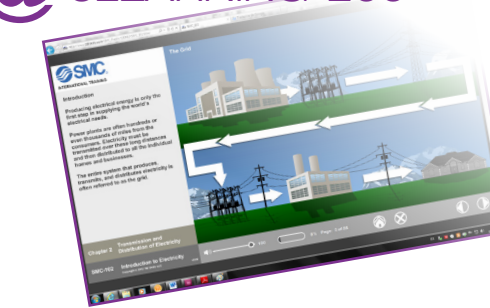 The Grid
SMC
INTERNATIONAL TRAINING
Introduction
Producing electrical energy is only the
first step in supplying the world's
electrical needs.
Power plants are often hundreds or
even thousands of miles from the
consumers. Electricity must be
transmitted over these long distances
and then distributed to all the individual
homes and businesses.
The entire system that produces,
transmits, and distributes electricity is
often referred to as the grid.
Chapter 2 Transmission and
Distribution of Electricity
SMC-102 Introduction to Electricity